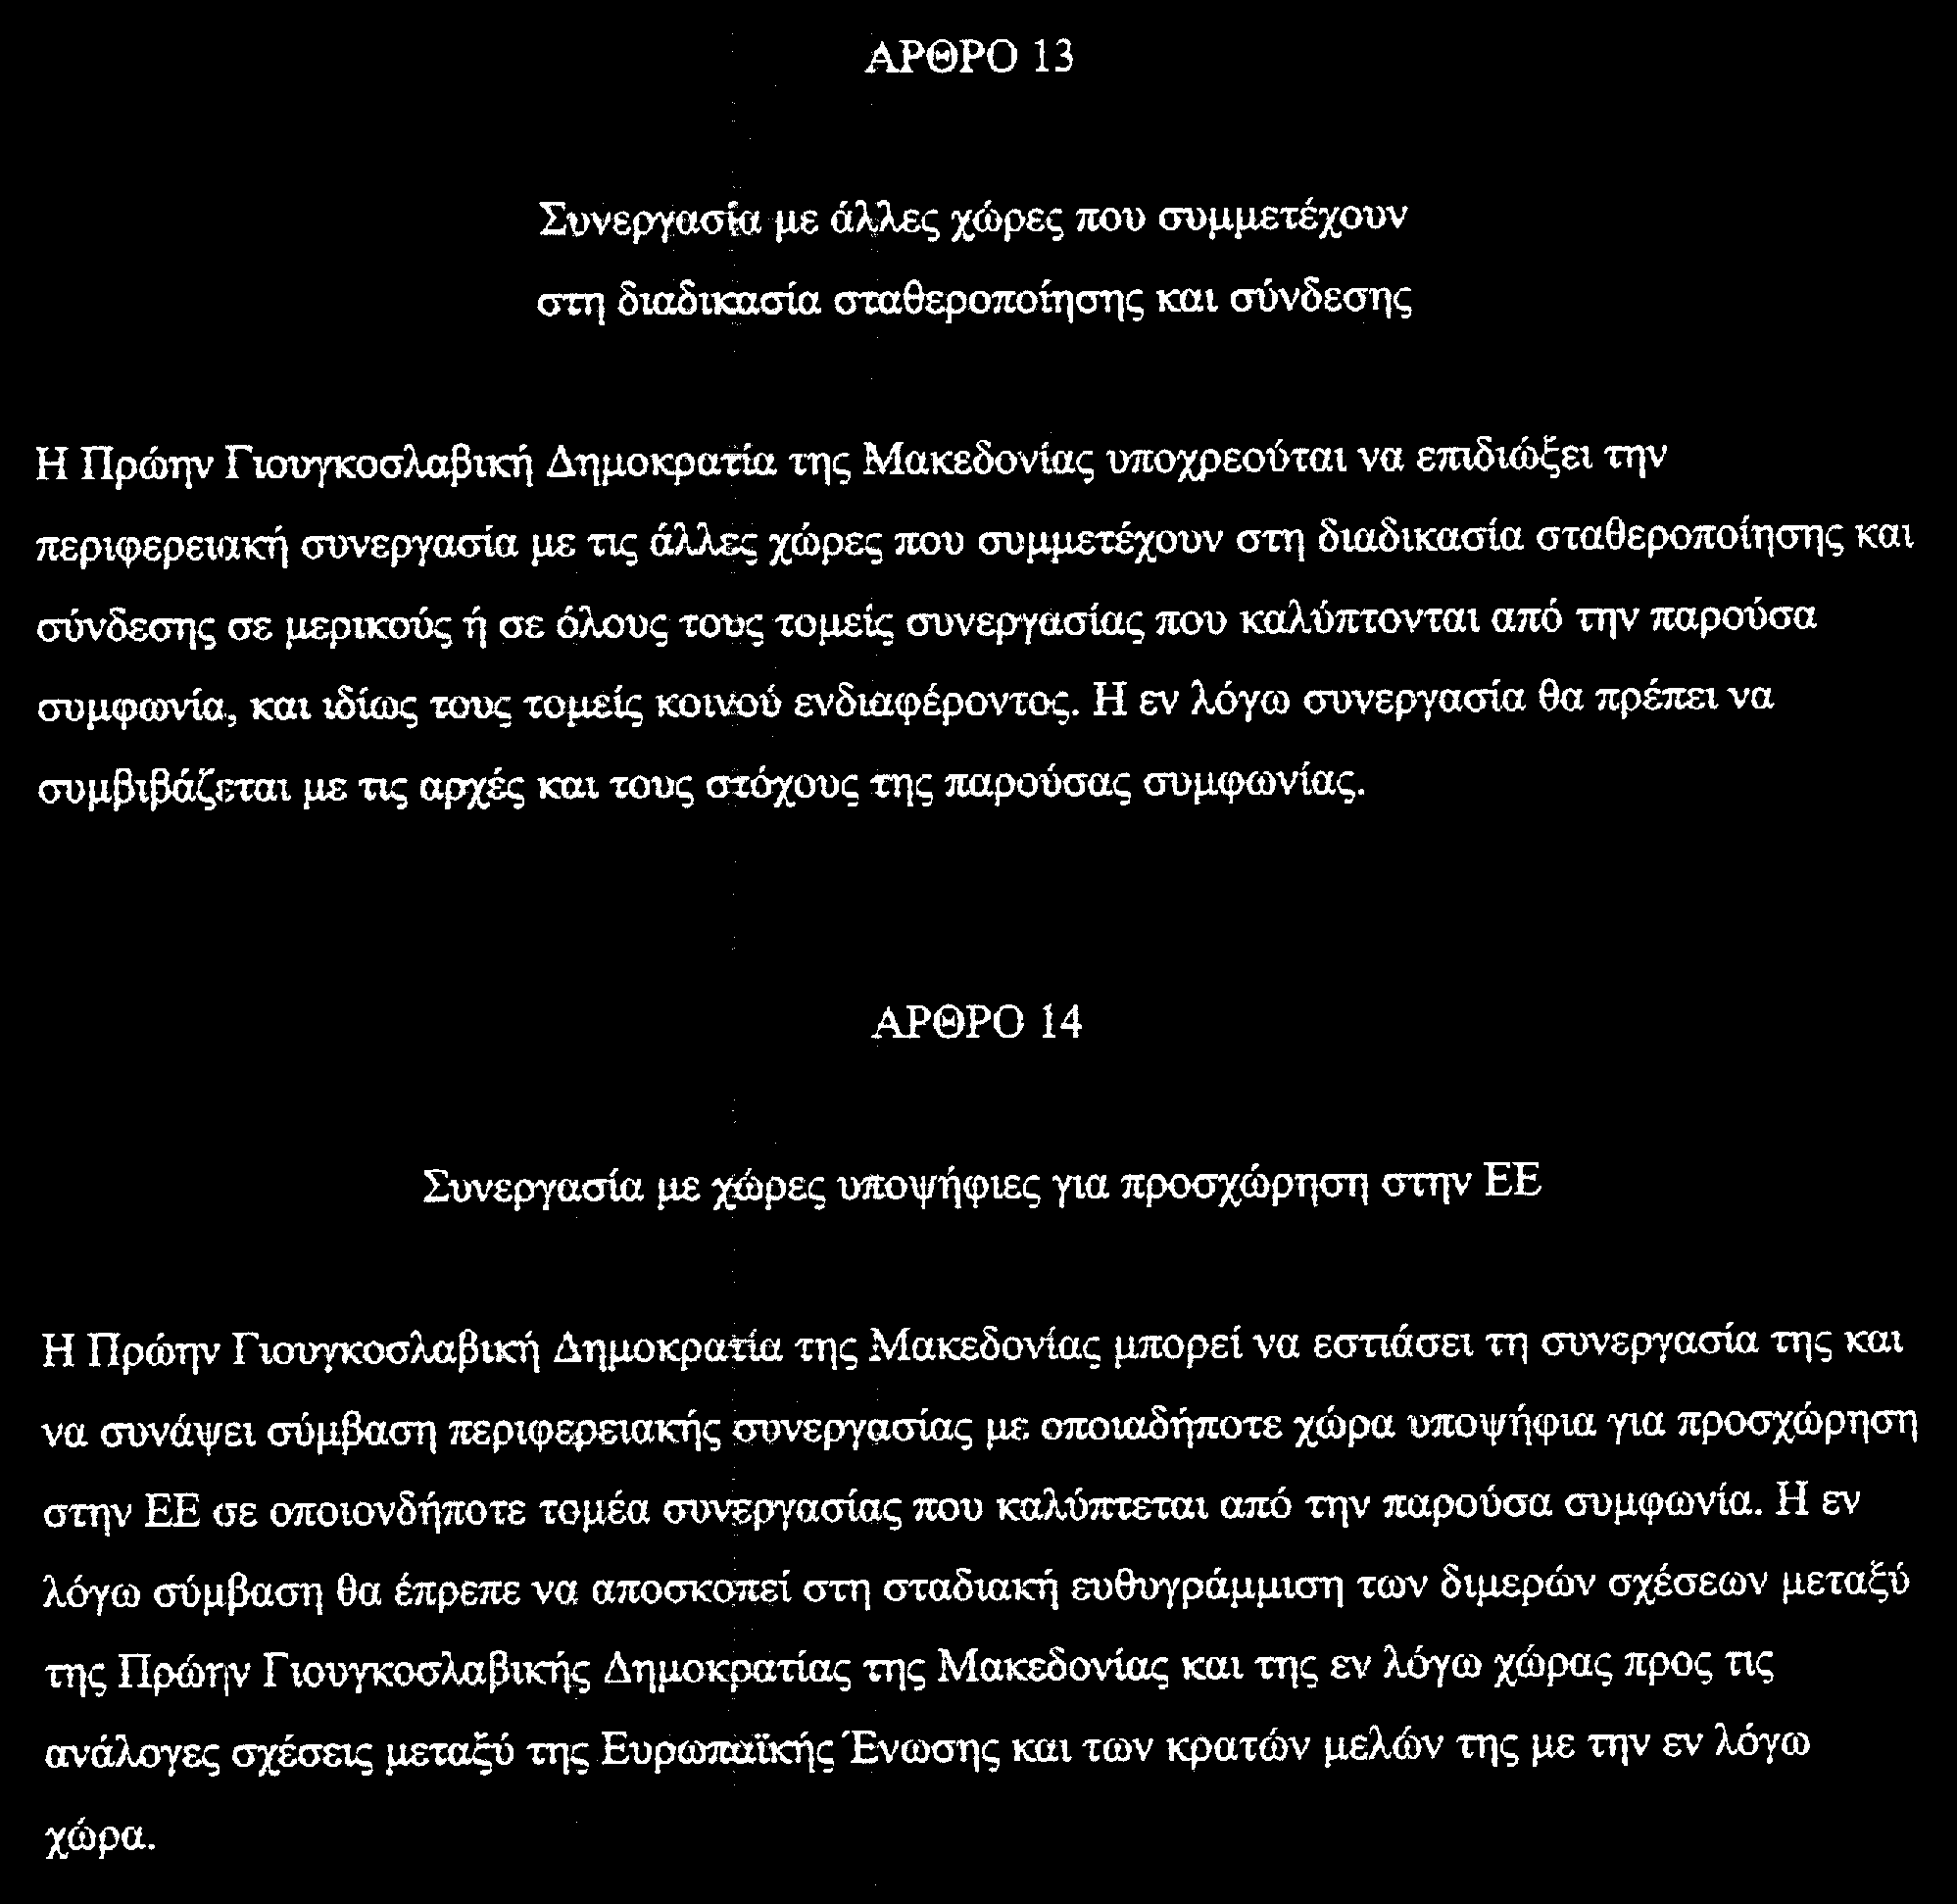 ΑΡΘΡΟ 13
Συνεργασία με άλλες χώρες που συμμετέχουν
στη διαδικασία σταθεροποίησης και σύνδεσης
Η Πρώην Γιουγκοσλαβική Δημοκρατία της Μακεδονίας υποχρεούται να επιδιώξει την
περιφερειακή συνεργασία με τις άλλες χώρες που συμμετέχουν στη διαδικασία σταθεροποίησης και
σύνδεσης σε μερικούς ή σε όλους τους τομείς συνεργασίας που καλύπτονται από την παρούσα
συμφωνία, και ιδίως τους τομείς κοινού ενδιαφέροντος. Η εν λόγω συνεργασία θα πρέπει να
συμβιβάζεται με τις αρχές και τους στόχους της παρούσας συμφωνίας.
ΑΡΘΡΟ 14
Συνεργασία με χώρες υποψήφιες για προσχώρηση στην ΕΕ
Η Πρώην Γιουγκοσλαβική Δημοκρατία της Μακεδονίας μπορεί να εστιάσει τη συνεργασία της και
να συνάψει σύμβαση περιφερειακής συνεργασίας με οποιαδήποτε χώρα υποψήφια για προσχώρηση
στην ΕΕ σε οποιονδήποτε τομέα συνεργασίας που καλύπτεται από την παρούσα συμφωνία. Η εν
λόγω σύμβαση θα έπρεπε να αποσκοπεί στη σταδιακή ευθυγράμμιση των διμερών σχέσεων μεταξύ
της Πρώην Γιουγκοσλαβικής Δημοκρατίας της Μακεδονίας και της εν λόγω χώρας προς τις
ανάλογες σχέσεις μεταξύ της Ευρωπαϊκής Ένωσης και των κρατών μελών της με την εν λόγω
χώρα.